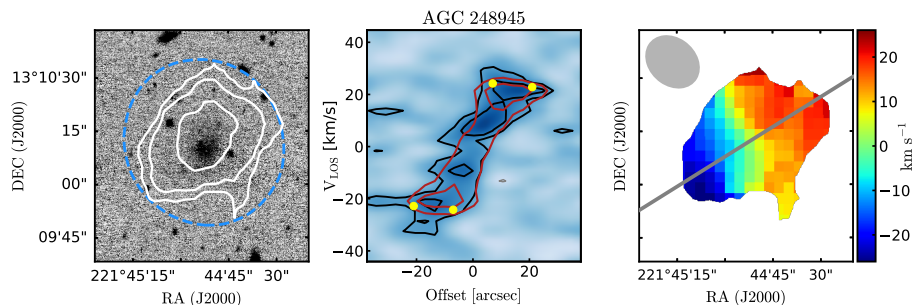 AGC 248945
DEC (J2000)
13°10'30"
15"
00"
09'45"
221°45'15"
44'45"
30"
RA (J2000)
V_LOS [km/s]
40
20
0
−20
−40
−20
0
20
Offset [arcsec]
DEC (J2000)
221°45'15"
44'45"
30"
RA (J2000)
20
10
0
−10
−20
km s⁻¹